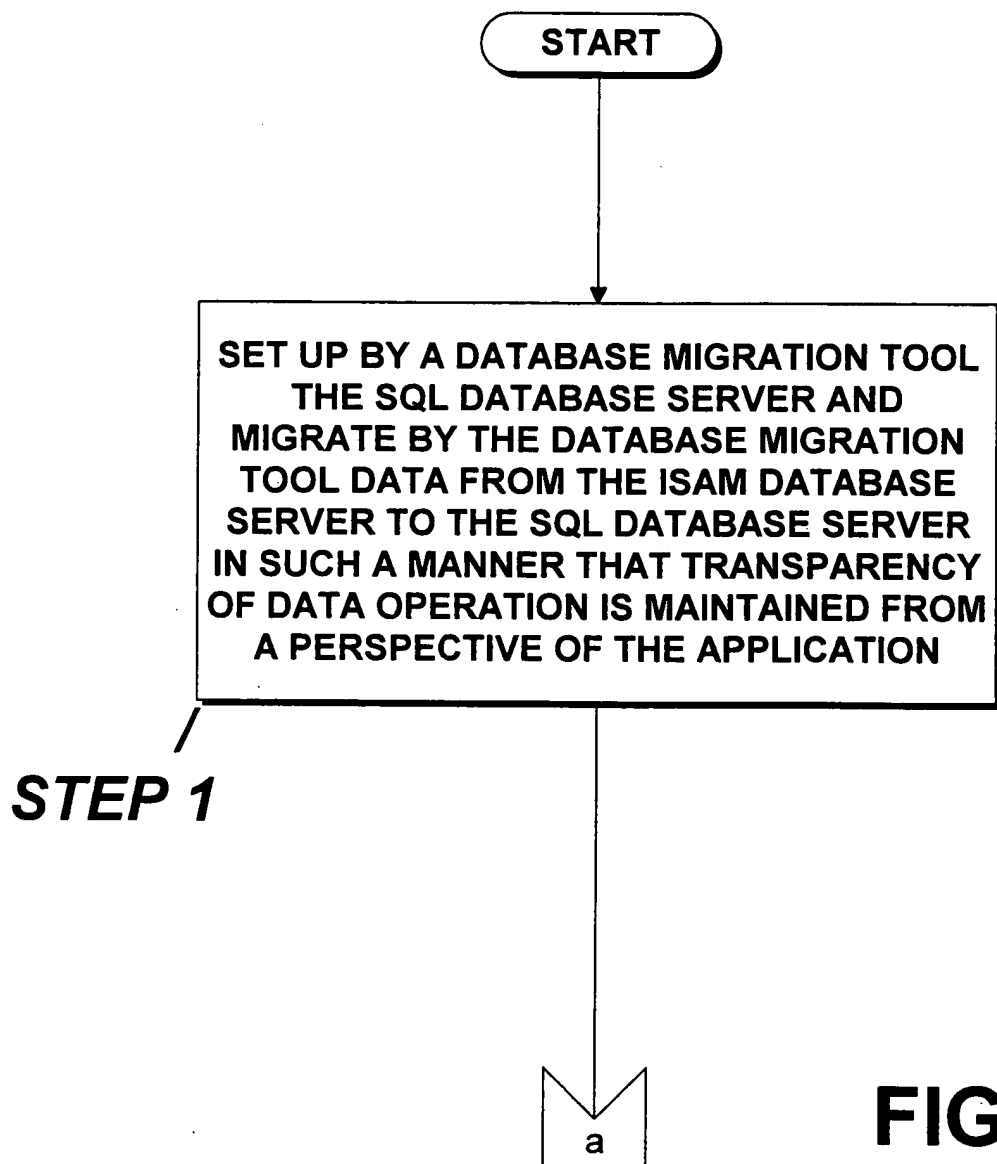 START
SET UP BY A DATABASE MIGRATION TOOL
THE SQL DATABASE SERVER AND
MIGRATE BY THE DATABASE MIGRATION
TOOL DATA FROM THE ISAM DATABASE
SERVER TO THE SQL DATABASE SERVER
IN SUCH A MANNER THAT TRANSPARENCY
OF DATA OPERATION IS MAINTAINED FROM
A PERSPECTIVE OF THE APPLICATION
STEP 1
a
FIG